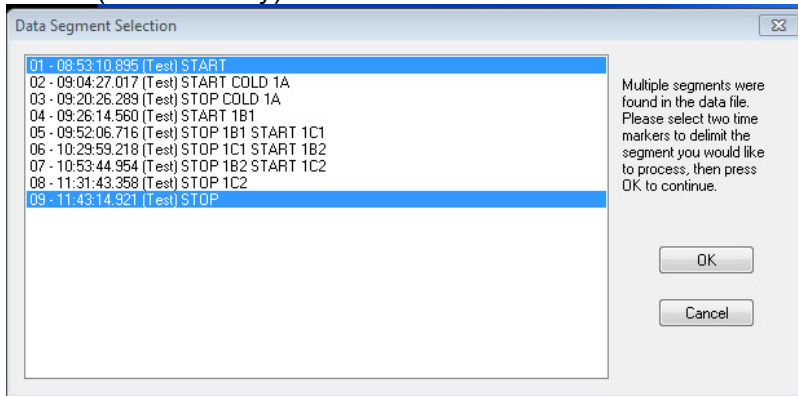 Data Segment Selection
01 - 08:53:10.895 (Test) START
02 - 09:04:27.017 (Test) START COLD 1A
03 - 09:20:26.289 (Test) STOP COLD 1A
04 - 09:26:14.560 (Test) START 1B1
05 - 09:52:06.716 (Test) STOP 1B1 START 1C1
06 - 10:29:59.218 (Test) STOP 1C1 START 1B2
07 - 10:53:44.954 (Test) STOP 1B2 START 1C2
08 - 11:31:43.358 (Test) STOP 1C2
09 - 11:43:14.921 (Test) STOP
Multiple segments were
found in the data file.
Please select two time
markers to delimit the
segment you would like
to process, then press
OK to continue.
OK
Cancel